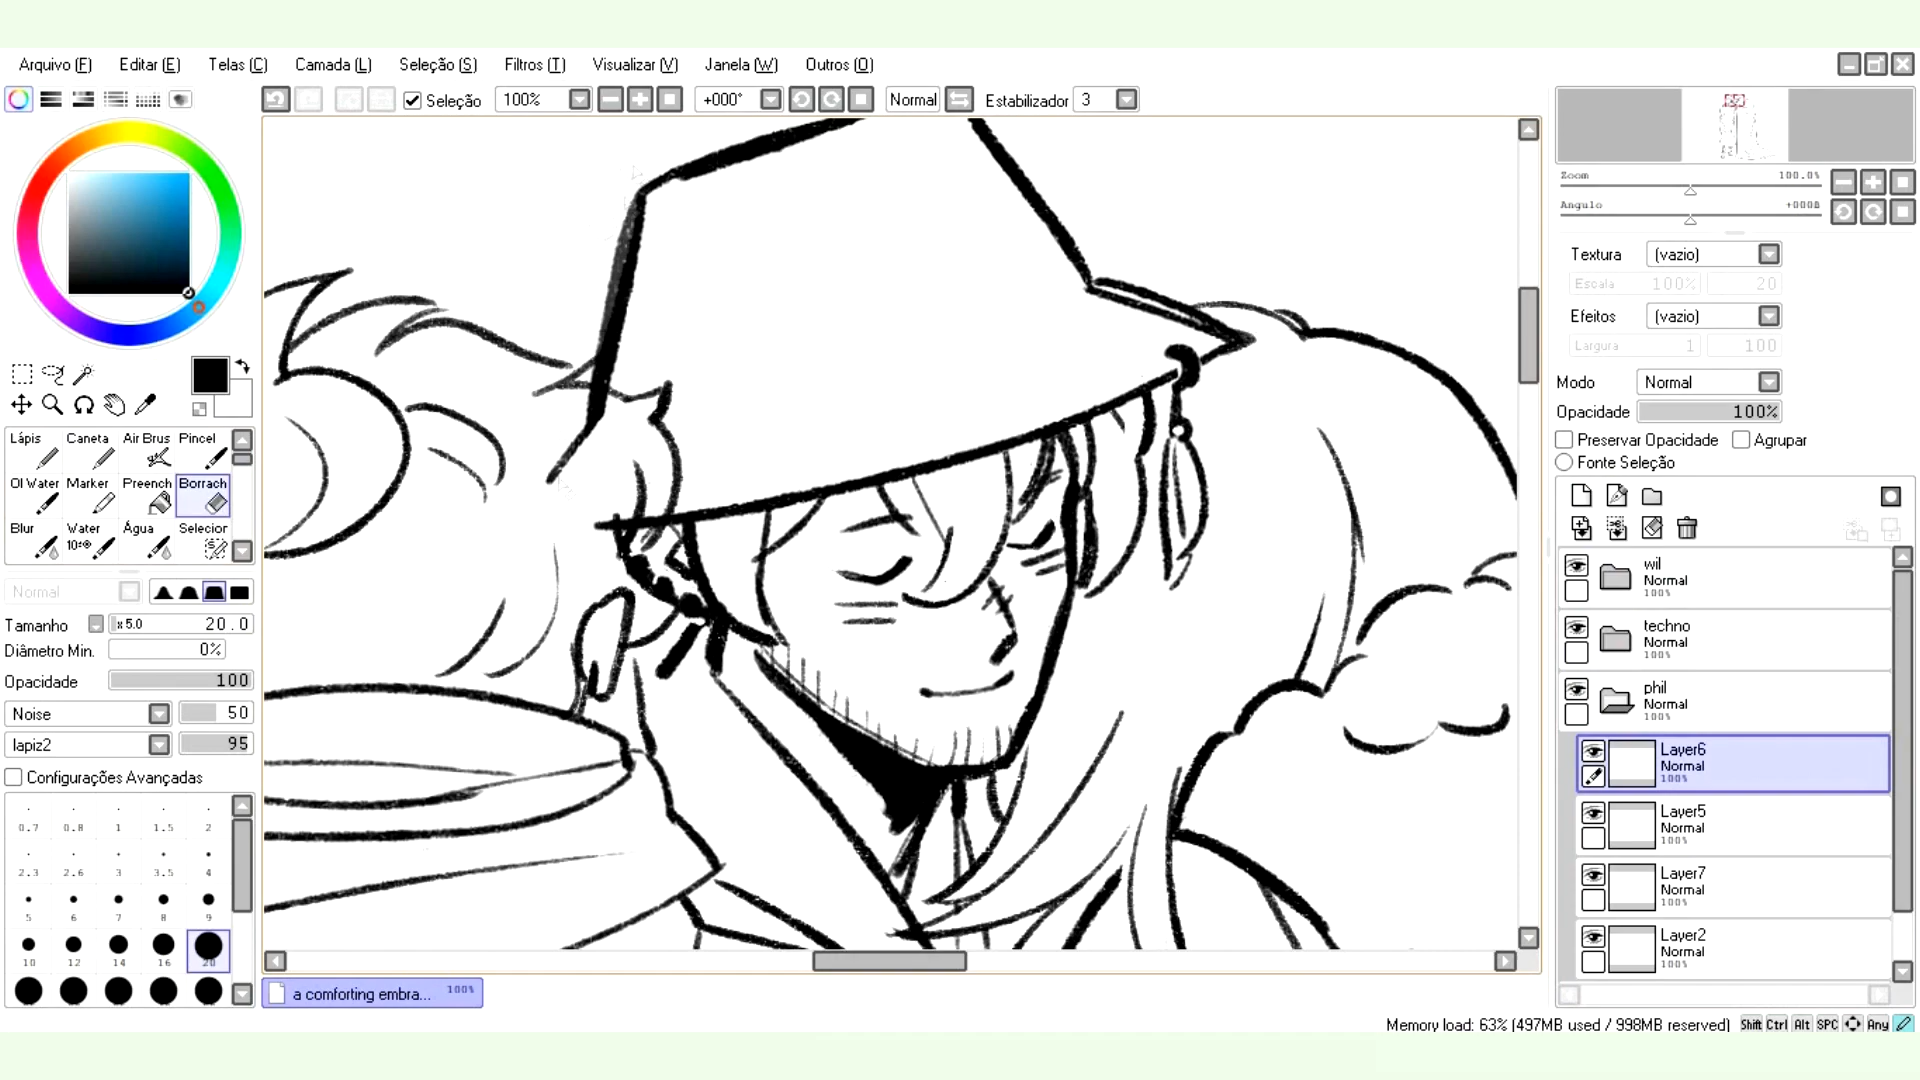 Arquivo (F) Editar (E) Telas (C) Camada (L) Seleção (S) Filtros (T) Visualizar (V) Janela (W) Outros (O)
Seleção 100% +000° Normal Estabilizador 3
Zoom 100.0%
Angulo +000°
Textura (vazio)
Escala 100% 20
Efeitos (vazio)
Largura 1 100
Modo Normal
Opacidade 100%
Preservar Opacidade Agrupar
Fonte Seleção
Lápis Caneta Air Brus Pincel
Ol Water Marker Preench Borrach
Blur Water Água Selecior
Normal
Tamanho x 5.0 20.0
Diâmetro Min. 0%
Opacidade 100
Noise 50
lapiz2 95
Configurações Avançadas
0.7 0.8 1 1.5 2
2.3 2.6 3 3.5 4
5 6 7 8 9
10 12 14 16 20
wil
Normal
100%
techno
Normal
100%
phil
Normal
100%
Layer6
Normal
100%
Layer5
Normal
100%
Layer7
Normal
100%
Layer2
Normal
100%
a comforting embra... 100%
Memory load: 63% (497MB used / 998MB reserved) Shift Ctrl Alt SPC Any